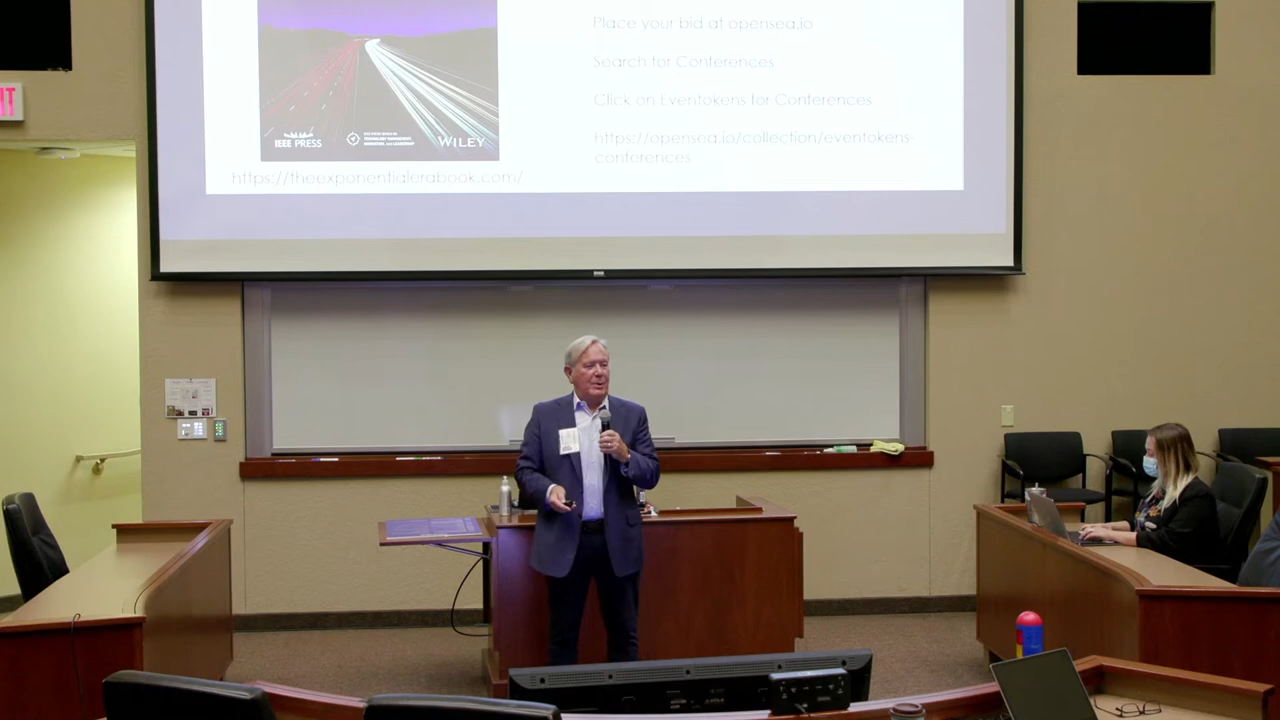 Place your bid at opensea.io
Search for Conferences
Click on Eventokens for Conferences
https://opensea.io/collection/eventokens-
conferences
IEEE PRESS
WILEY
https://theexponentialerabook.com/
IT